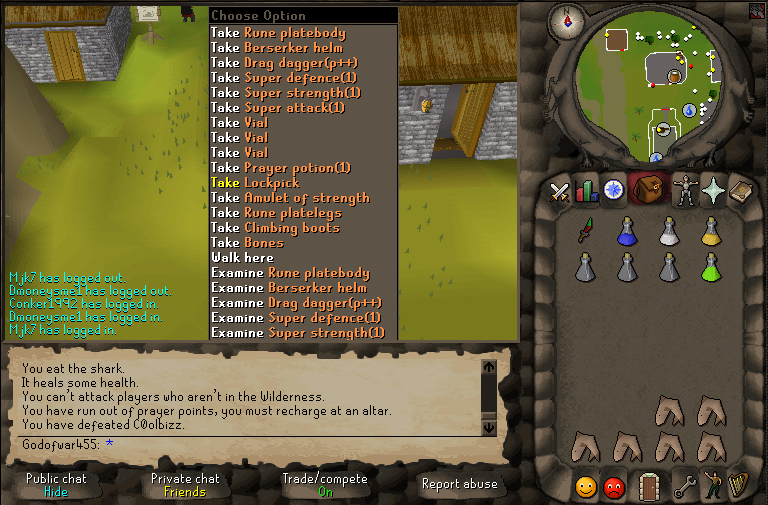 Choose Option
Take Rune platebody
Take Berserker helm
Take Drag dagger(p++)
Take Super defence(1)
Take Super strength(1)
Take Super attack(1)
Take Vial
Take Vial
Take Vial
Take Prayer potion(1)
Take Lockpick
Take Amulet of strength
Take Rune platelegs
Take Climbing boots
Take Bones
Walk here
Examine Rune platebody
Examine Berserker helm
Examine Drag dagger(p++)
Examine Super defence(1)
Examine Super strength(1)
Mjk7 has logged out.
Dmoneysme1 has logged out.
Conker1992 has logged in.
Dmoneysme1 has logged in.
Mjk7 has logged in.
You eat the shark.
It heals some health.
You can't attack players who aren't in the Wilderness.
You have run out of prayer points, you must recharge at an altar.
You have defeated C0olbizz.
Godofwar455: *
Public chat
Hide
Private chat
Friends
Trade/compete
On
Report abuse